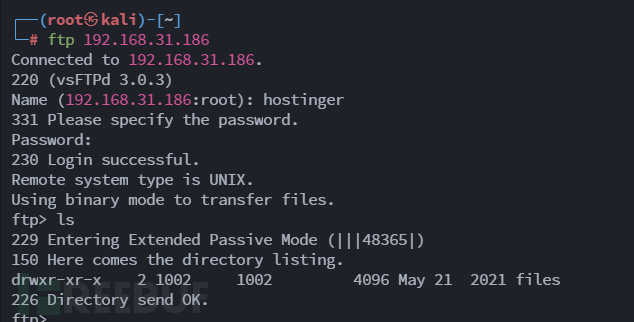 ┌──(root㉿kali)-[~]
└─# ftp 192.168.31.186
Connected to 192.168.31.186.
220 (vsFTPd 3.0.3)
Name (192.168.31.186:root): hostinger
331 Please specify the password.
Password:
230 Login successful.
Remote system type is UNIX.
Using binary mode to transfer files.
ftp> ls
229 Entering Extended Passive Mode (|||48365|)
150 Here comes the directory listing.
drwxr-xr-x    2 1002     1002         4096 May 21  2021 files
226 Directory send OK.
ftp>
FREEBUF